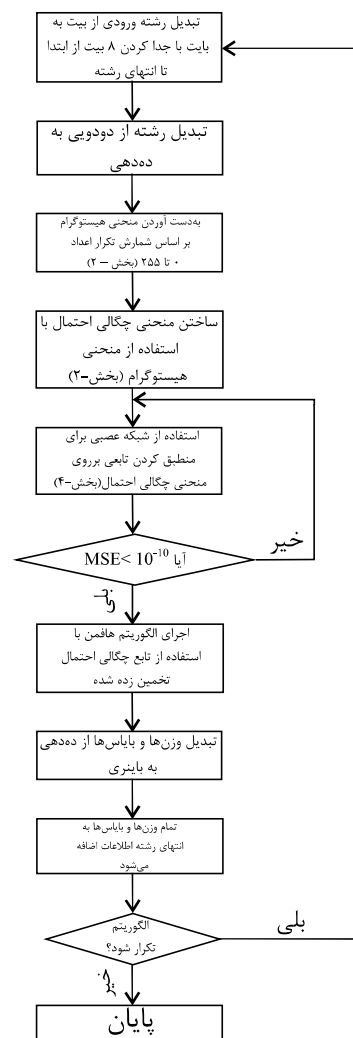 تبدیل رشته ورودی از بیت به
بایت با جدا کردن ۸ بیت از ابتدا
تا انتهای رشته
تبدیل رشته از دودویی به
ده‌دهی
به‌دست آوردن منحنی هیستوگرام
بر اساس شمارش تکرار اعداد
۰ تا ۲۵۵ (بخش – ۲)
ساختن منحنی چگالی احتمال با
استفاده از منحنی
هیستوگرام (بخش-۲)
استفاده از شبکه عصبی برای
منطبق کردن تابعی برروی
منحنی چگالی احتمال(بخش-۴)
آیا MSE< 10^-10
خیر
بلی
اجرای الگوریتم هافمن با
استفاده از تابع چگالی احتمال
تخمین زده شده
تبدیل وزن‌ها و بایاس‌ها از ده‌دهی
به باینری
تمام وزن‌ها و بایاس‌ها به
انتهای رشته اطلاعات اضافه
می‌شود
الگوریتم
تکرار شود؟
بلی
خیر
پایان